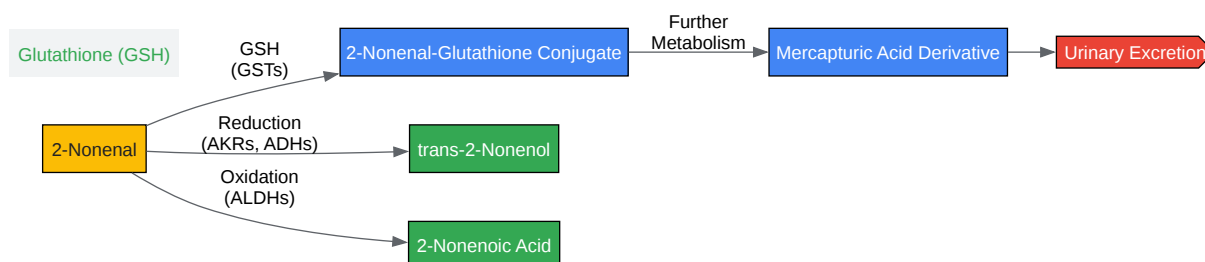 Glutathione (GSH)
GSH
(GSTs)
2-Nonenal-Glutathione Conjugate
Further
Metabolism
Mercapturic Acid Derivative
Urinary Excretion
2-Nonenal
Reduction
(AKRs, ADHs)
trans-2-Nonenol
Oxidation
(ALDHs)
2-Nonenoic Acid